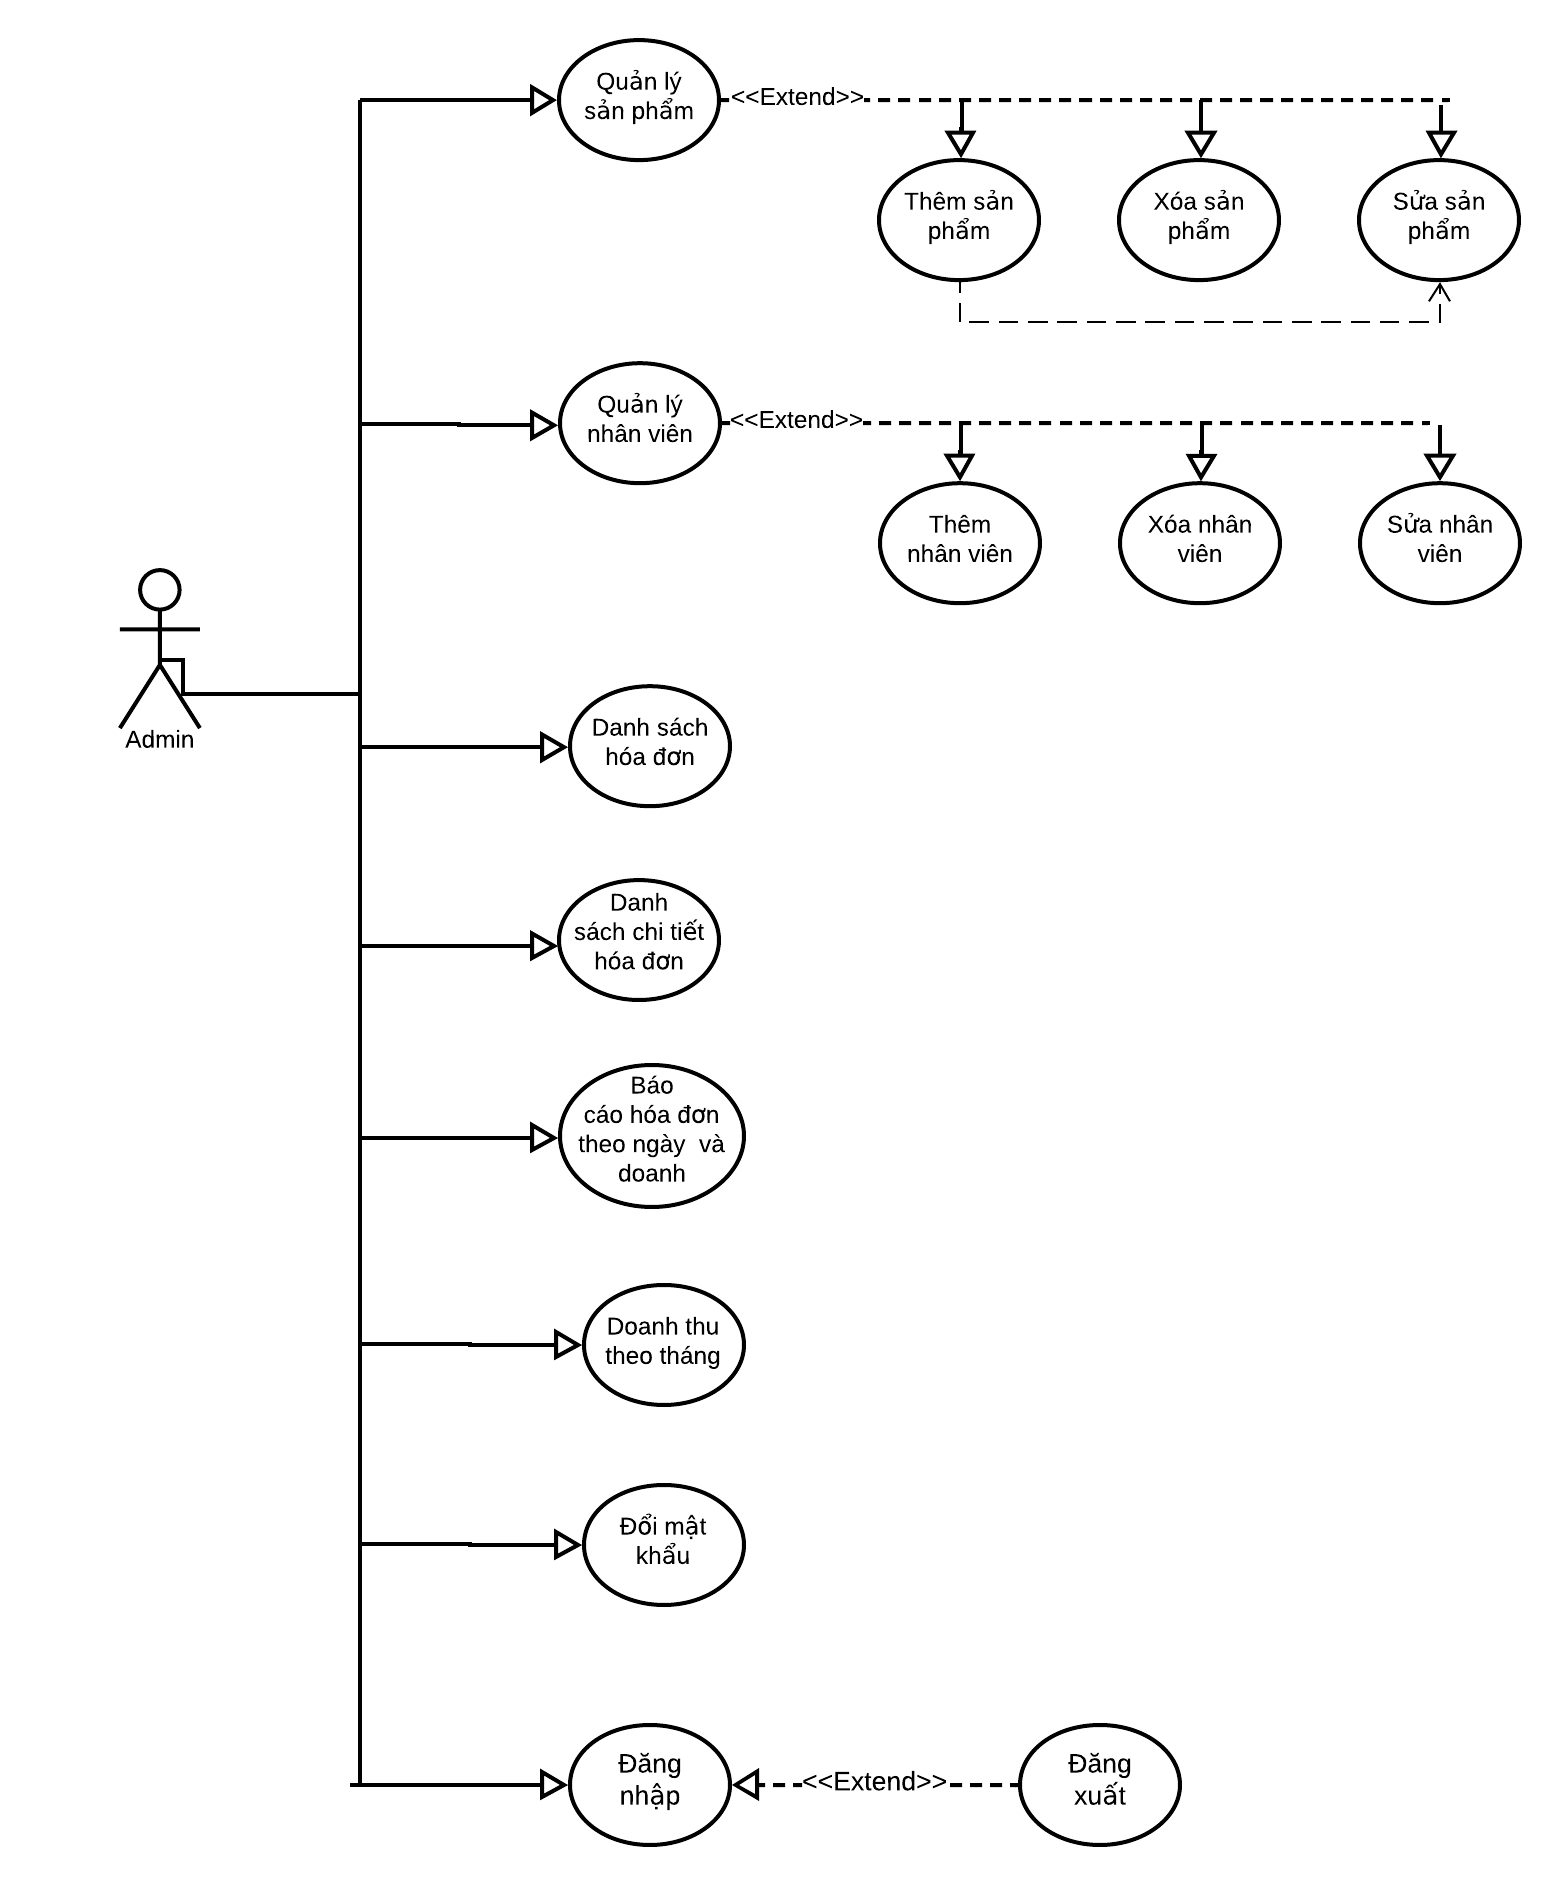 Quản lý
sản phẩm
<<Extend>>
Thêm sản
phẩm
Xóa sản
phẩm
Sửa sản
phẩm
Quản lý
nhân viên
<<Extend>>
Thêm
nhân viên
Xóa nhân
viên
Sửa nhân
viên
Admin
Danh sách
hóa đơn
Danh
sách chi tiết
hóa đơn
Báo
cáo hóa đơn
theo ngày  và
doanh
Doanh thu
theo tháng
Đổi mật
khẩu
Đăng
nhập
<<Extend>>
Đăng
xuất